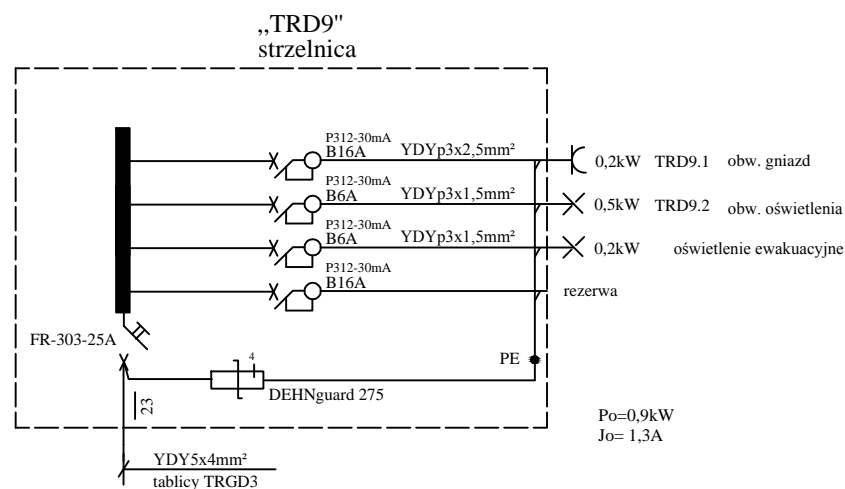 „TRD9"
strzelnica
P312-30mA
B16A YDYp3x2,5mm² 0,2kW TRD9.1 obw. gniazd
P312-30mA
B6A YDYp3x1,5mm² 0,5kW TRD9.2 obw. oświetlenia
P312-30mA
B6A YDYp3x1,5mm² 0,2kW oświetlenie ewakuacyjne
P312-30mA
B16A rezerwa
FR-303-25A
PE
4
DEHNguard 275
23
Po=0,9kW
Jo= 1,3A
YDY5x4mm²
tablicy TRGD3